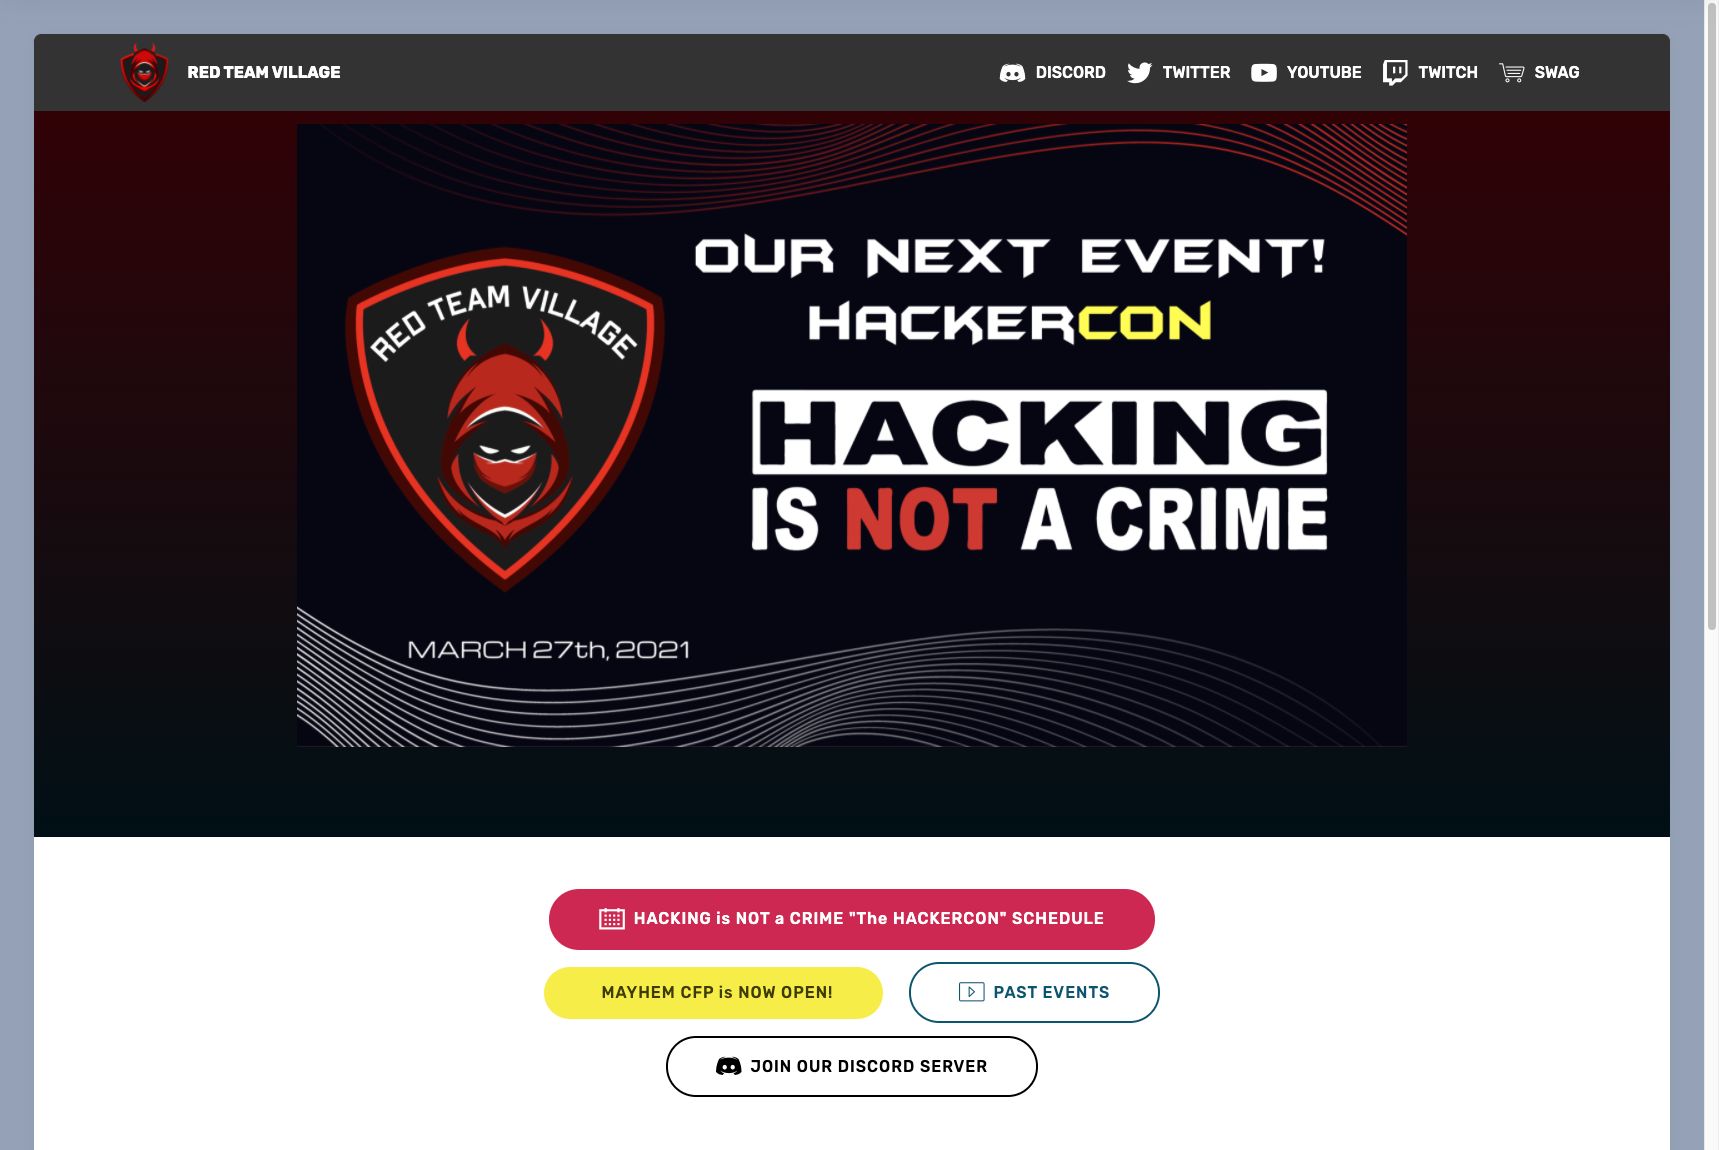 RED TEAM VILLAGE
DISCORD
TWITTER
YOUTUBE
TWITCH
SWAG
OUR NEXT EVENT!
HACKERCON
RED TEAM VILLAGE
HACKING
IS NOT A CRIME
MARCH 27th, 2021
HACKING is NOT a CRIME "The HACKERCON" SCHEDULE
MAYHEM CFP is NOW OPEN!
PAST EVENTS
JOIN OUR DISCORD SERVER